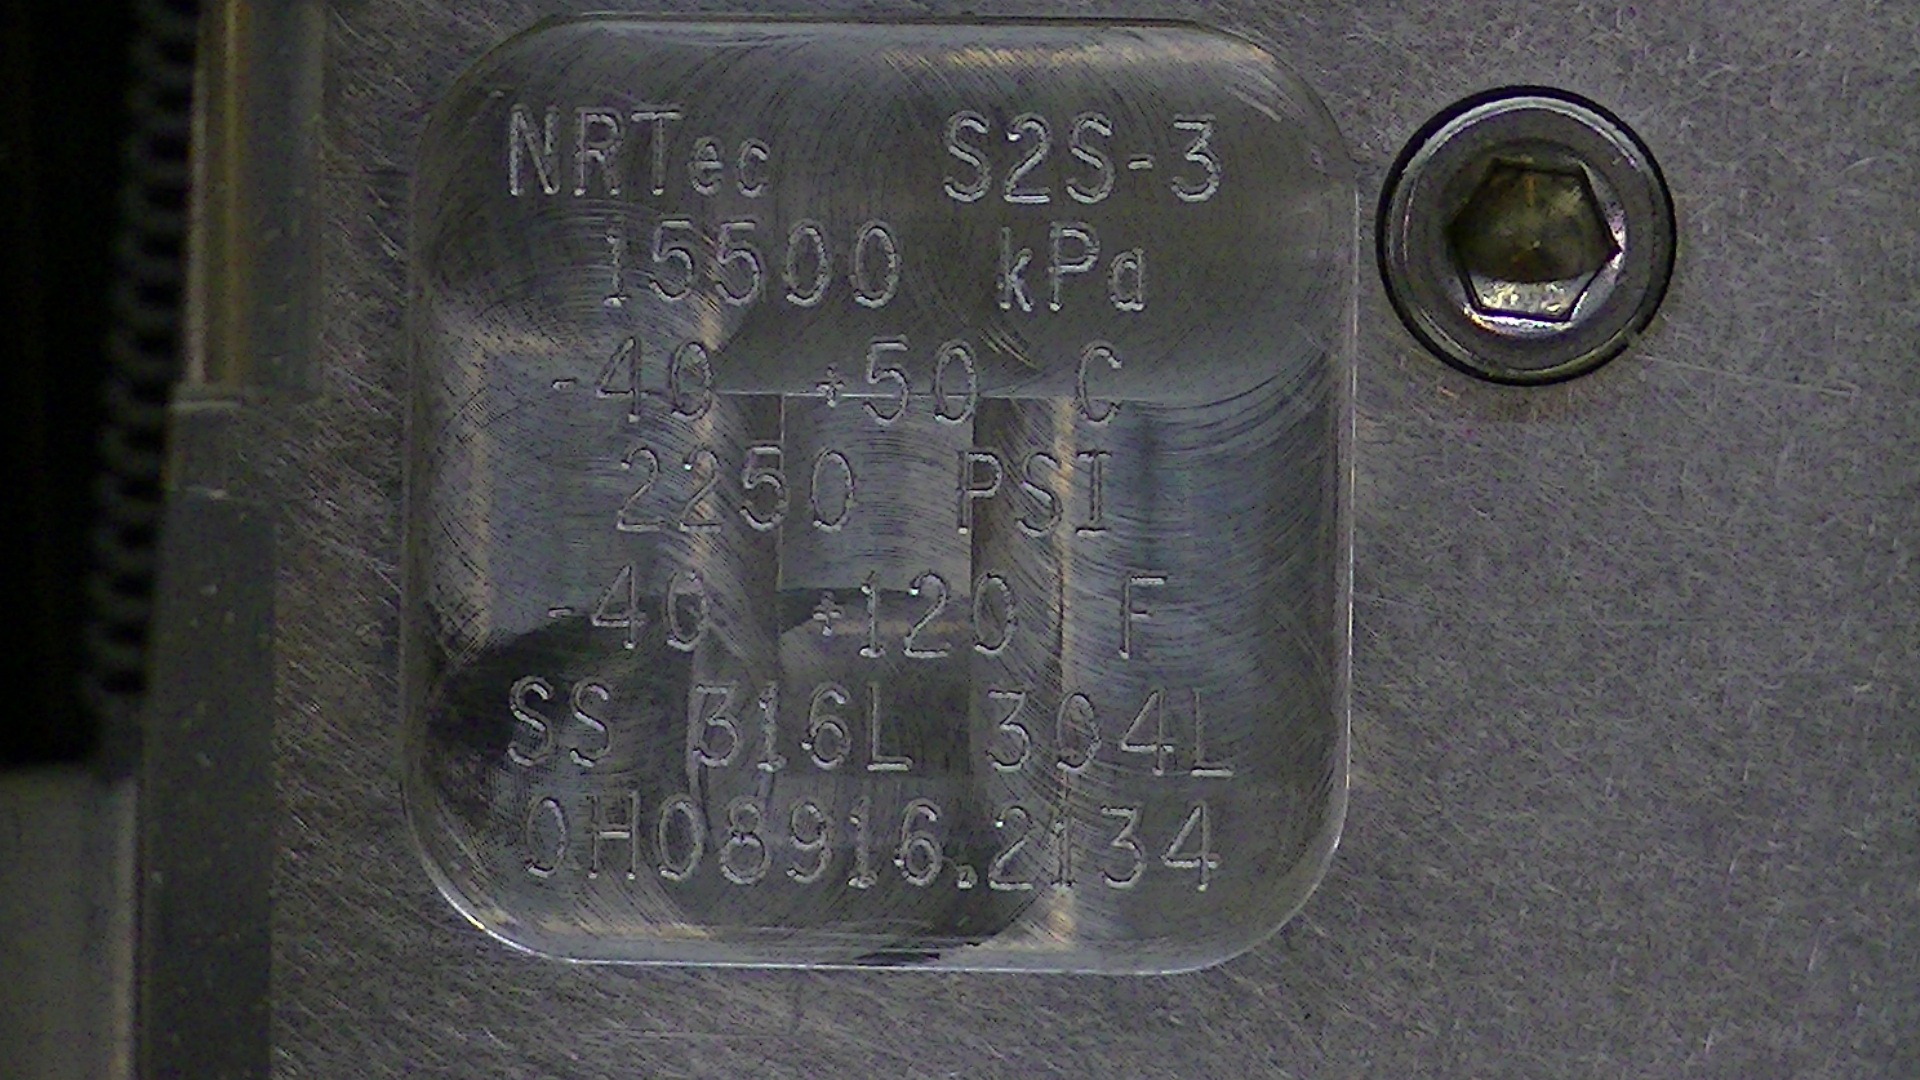 NRTec S2S-3
15500 kPa
-40 +50 C
2250 PSI
-40 +120 F
SS 316L 304L
0H08916.2134